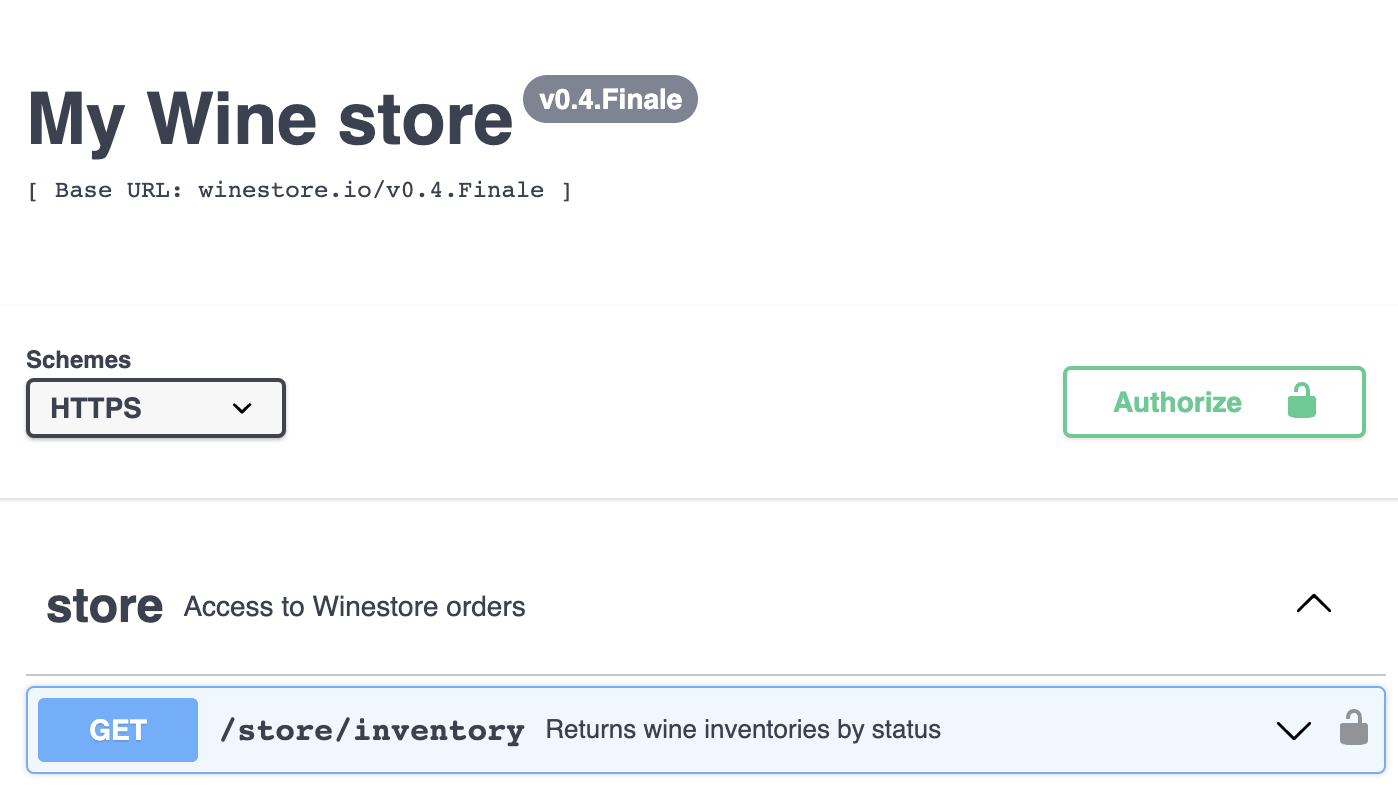 My Wine store v0.4.Finale
[ Base URL: winestore.io/v0.4.Finale ]
Schemes
HTTPS
Authorize
store Access to Winestore orders
GET /store/inventory Returns wine inventories by status